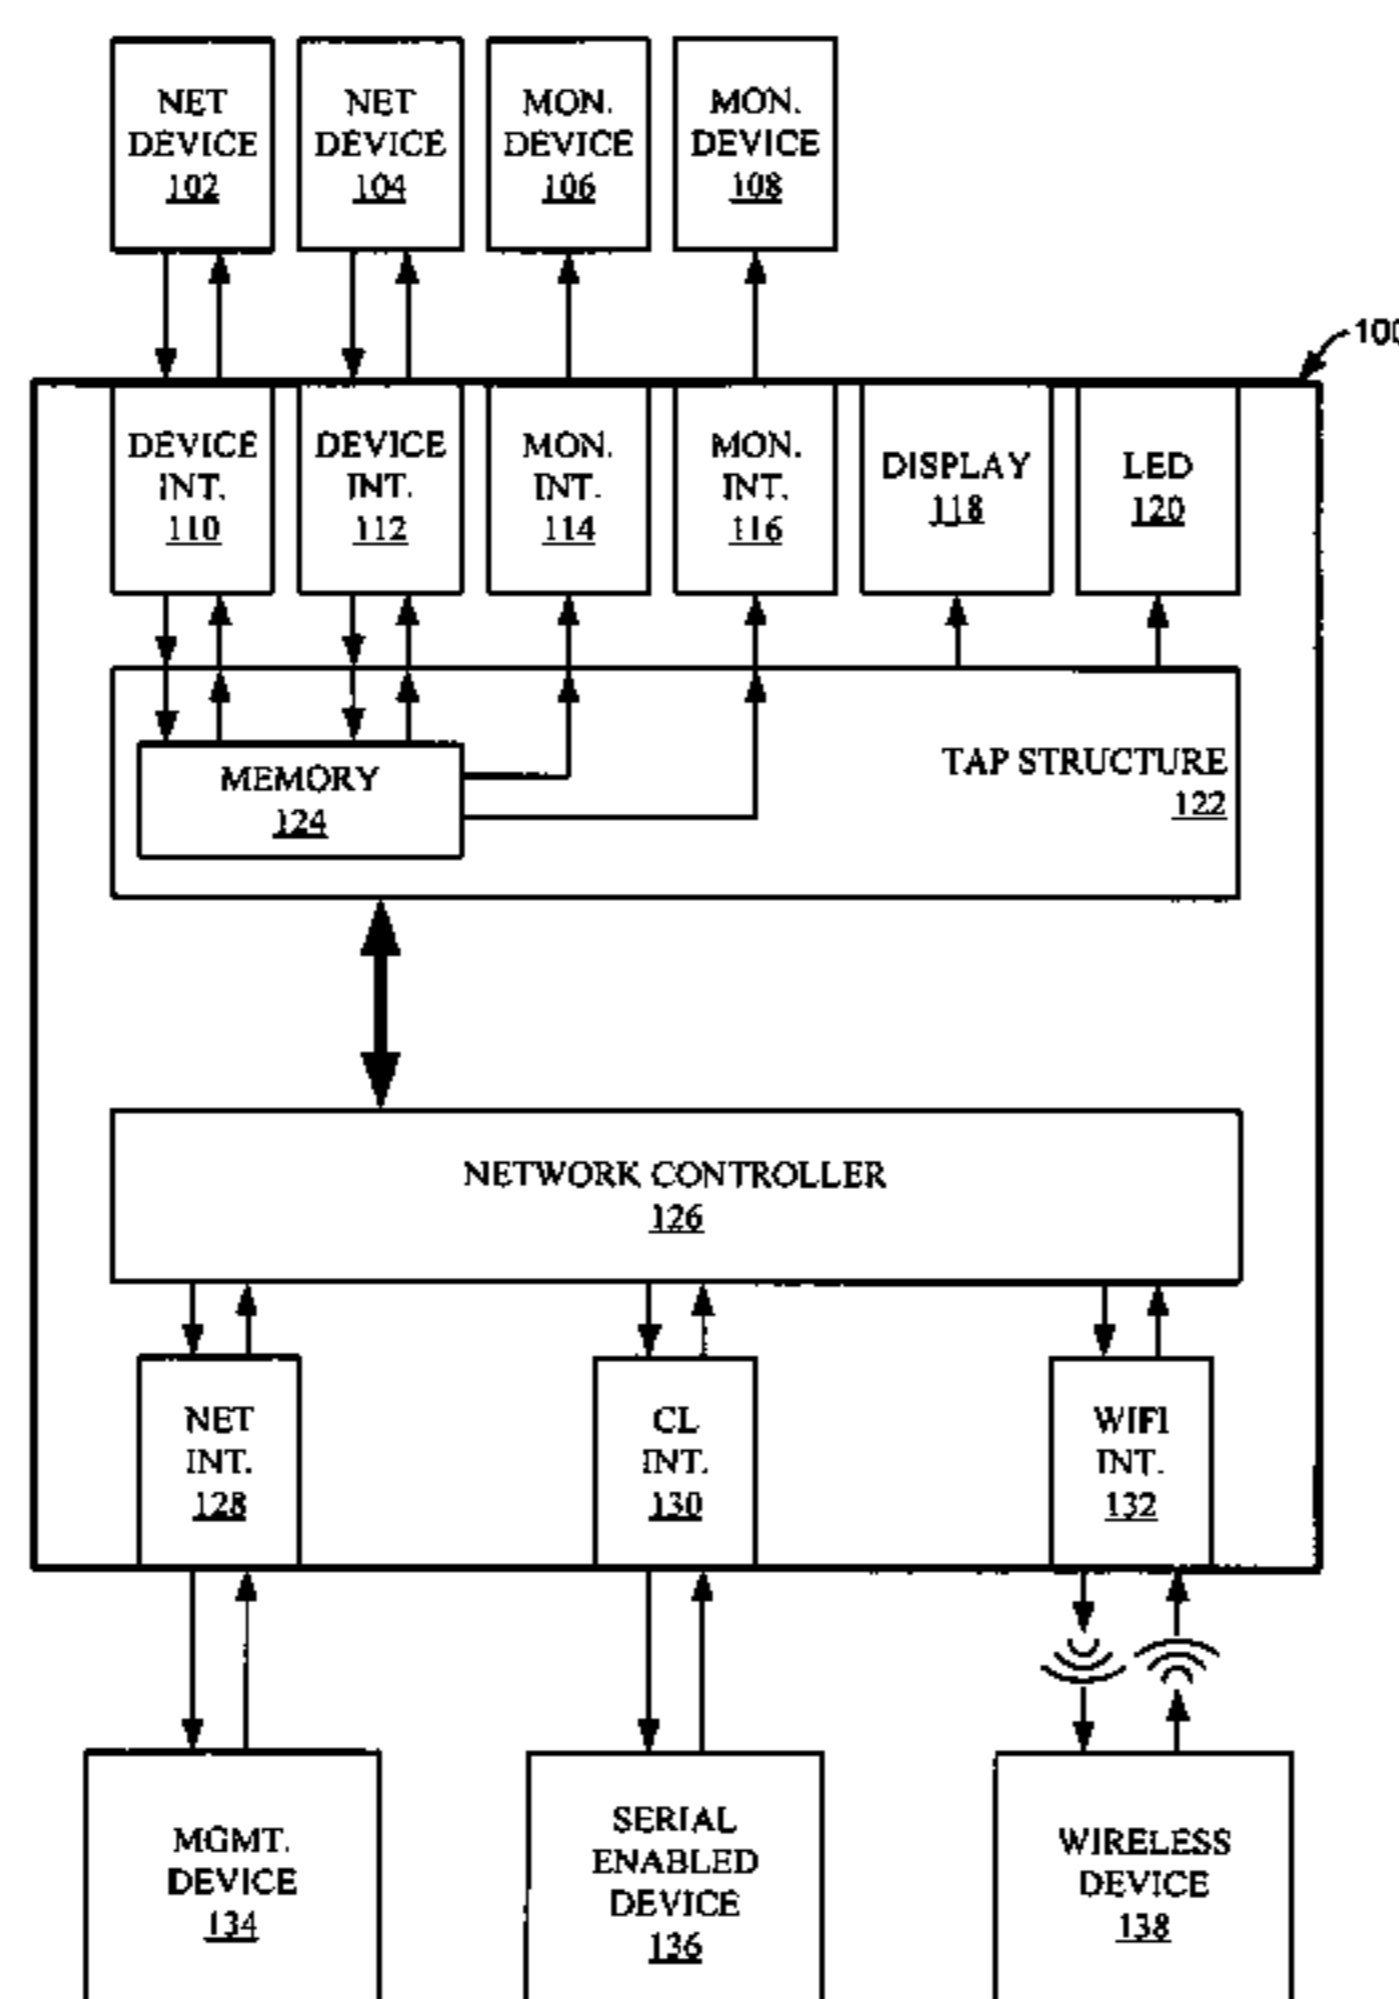 NET
DEVICE
102
NET
DEVICE
104
MON.
DEVICE
106
MON.
DEVICE
108
100
DEVICE
INT.
110
DEVICE
INT.
112
MON.
INT.
114
MON.
INT.
116
DISPLAY
118
LED
120
MEMORY
124
TAP STRUCTURE
122
NETWORK CONTROLLER
126
NET
INT.
128
CL
INT.
130
WIFI
INT.
132
MGMT.
DEVICE
134
SERIAL
ENABLED
DEVICE
136
WIRELESS
DEVICE
138